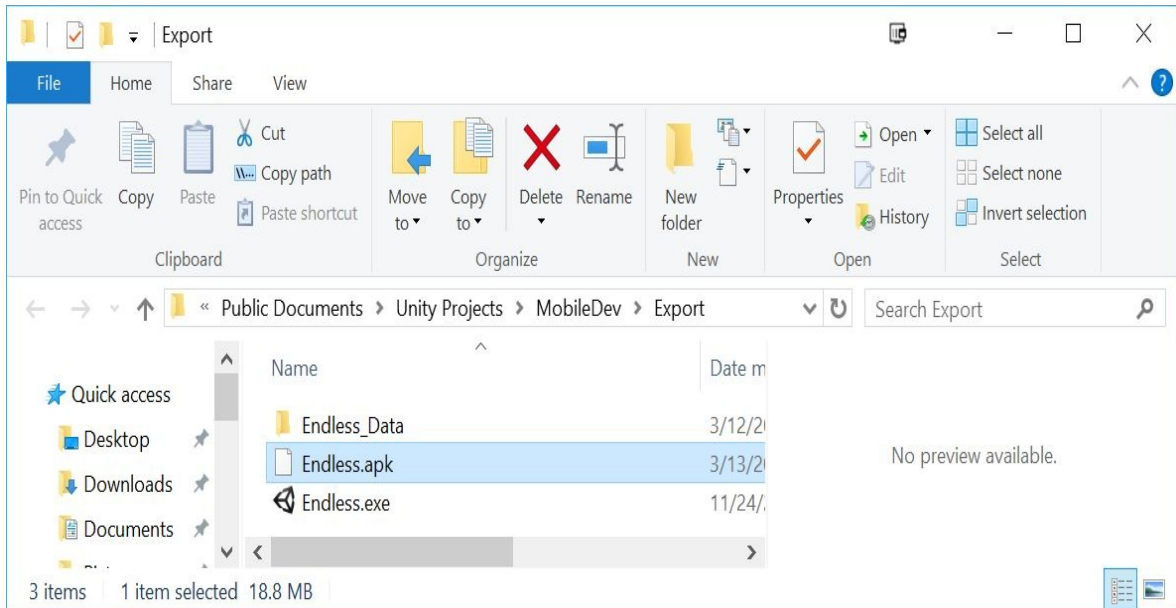 Export
File Home Share View
Pin to Quick access
Copy
Paste
Cut
Copy path
Paste shortcut
Move to
Copy to
Delete
Rename
New folder
Properties
Open
Edit
History
Select all
Select none
Invert selection
Clipboard Organize New Open Select
« Public Documents > Unity Projects > MobileDev > Export
Search Export
Name Date m
Quick access
Desktop
Downloads
Documents
Endless_Data 3/12/2
Endless.apk 3/13/2
Endless.exe 11/24/
No preview available.
3 items 1 item selected 18.8 MB